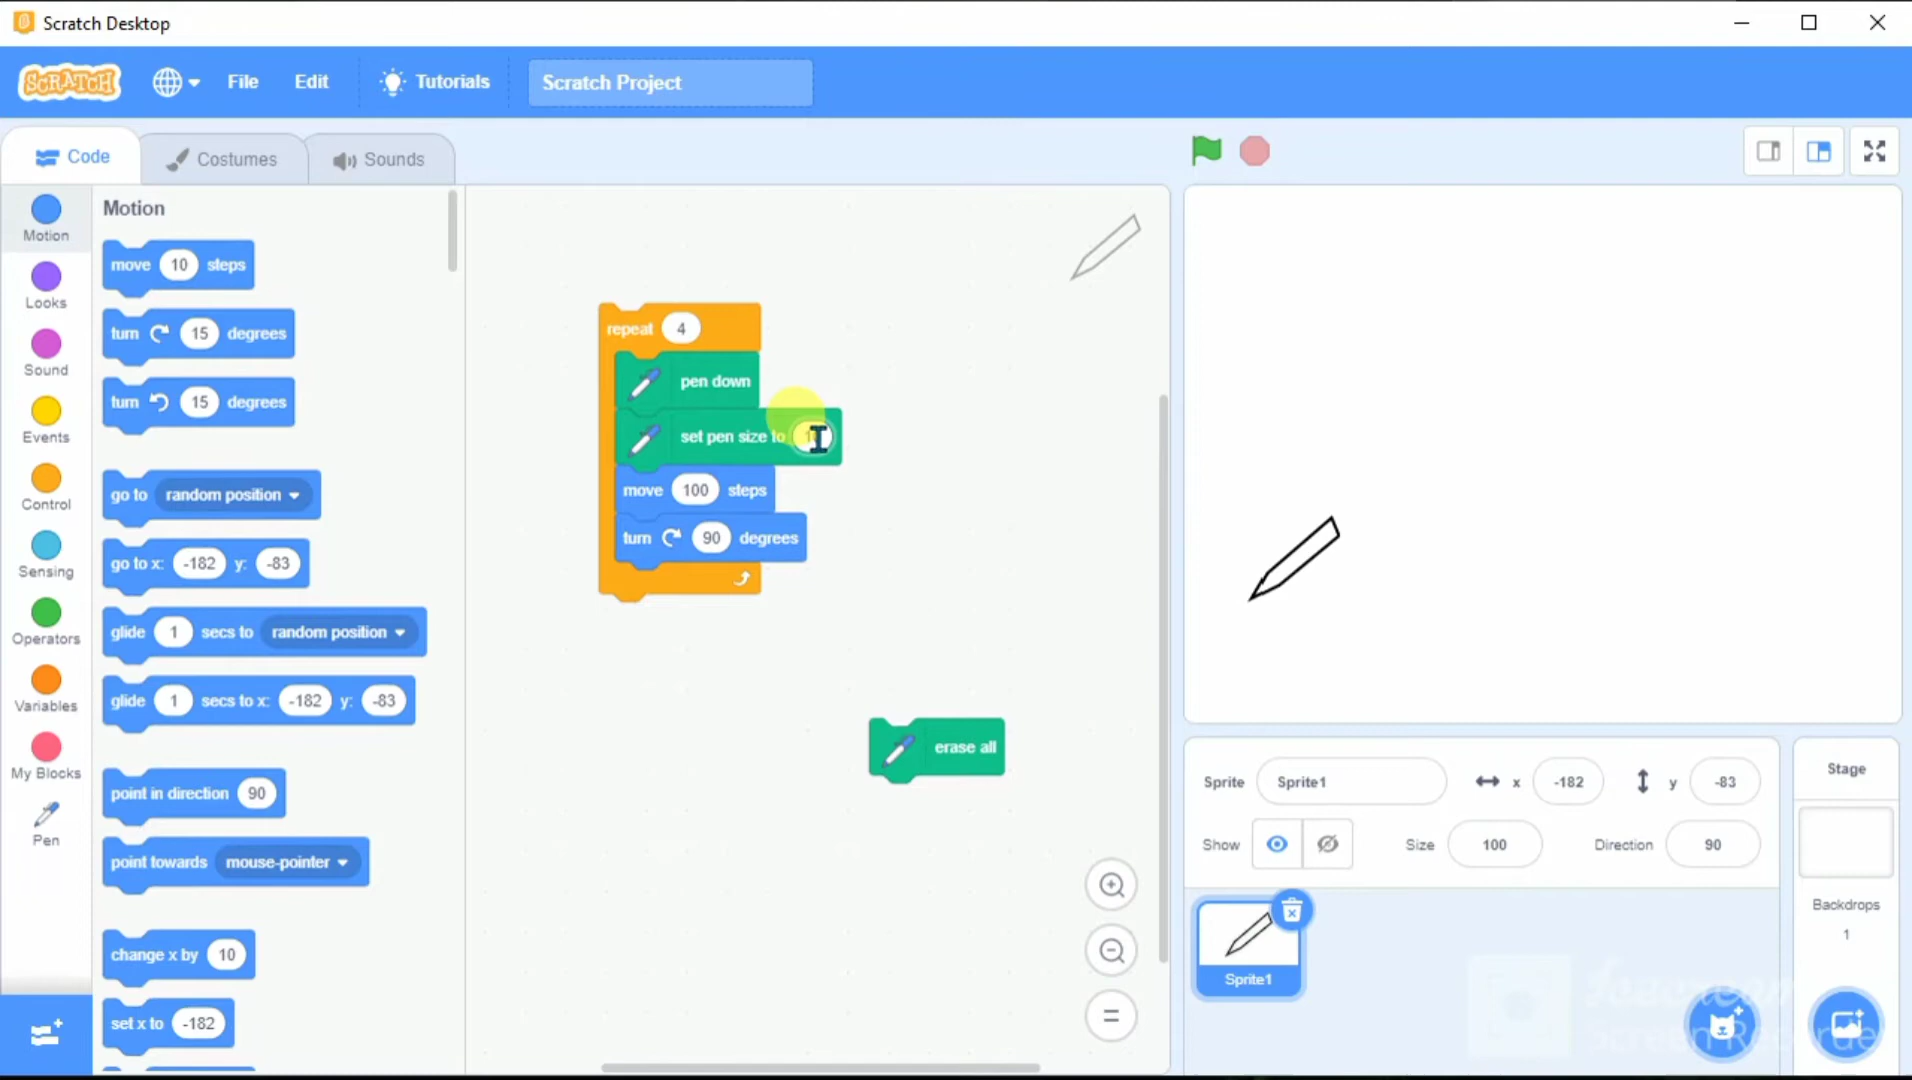 Scratch Desktop
SCRATCH
File
Edit
Tutorials
Scratch Project
Code
Costumes
Sounds
Motion
Looks
Sound
Events
Control
Sensing
Operators
Variables
My Blocks
Pen
Motion
move 10 steps
turn 15 degrees
turn 15 degrees
go to random position
go to x: -182 y: -83
glide 1 secs to random position
glide 1 secs to x: -182 y: -83
point in direction 90
point towards mouse-pointer
change x by 10
set x to -182
repeat 4
pen down
set pen size to
move 100 steps
turn 90 degrees
erase all
Sprite Sprite1 x -182 y -83
Show Size 100 Direction 90
Sprite1
Stage
Backdrops
1